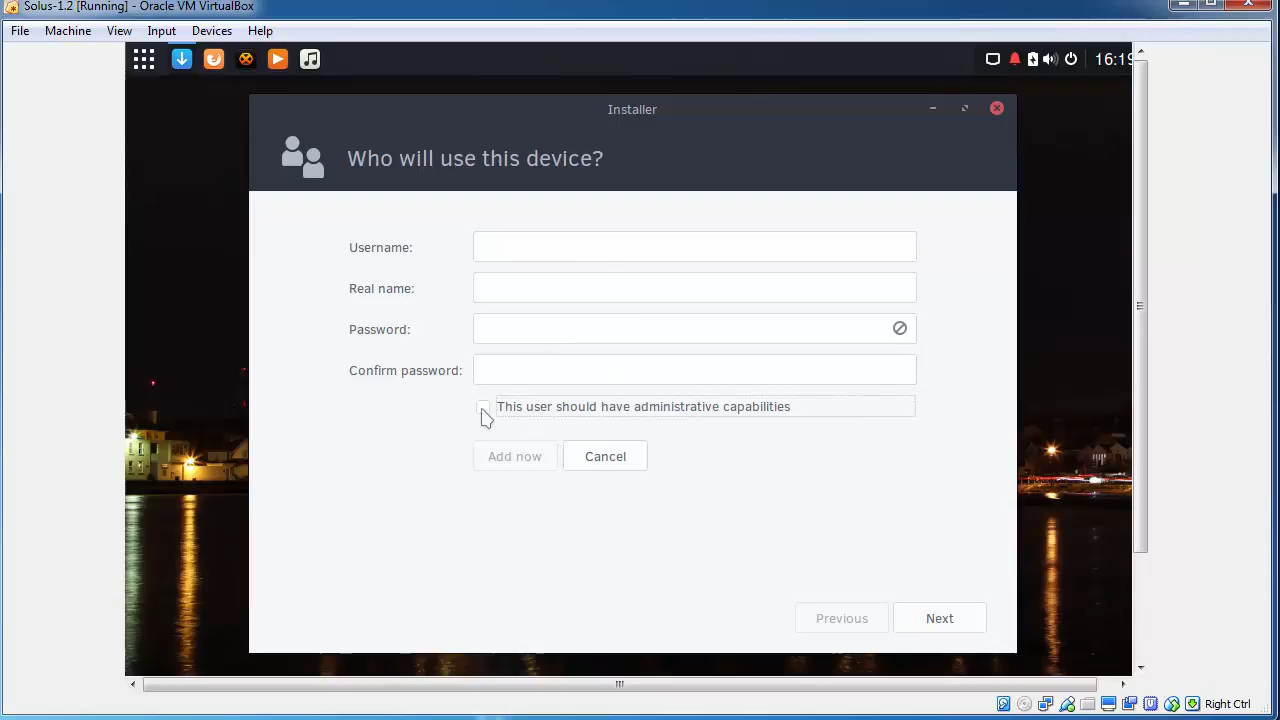 Solus-1.2 [Running] - Oracle VM VirtualBox
File Machine View Input Devices Help
16:19
Installer
Who will use this device?
Username:
Real name:
Password:
Confirm password:
This user should have administrative capabilities
Add now Cancel
Previous Next
Right Ctrl